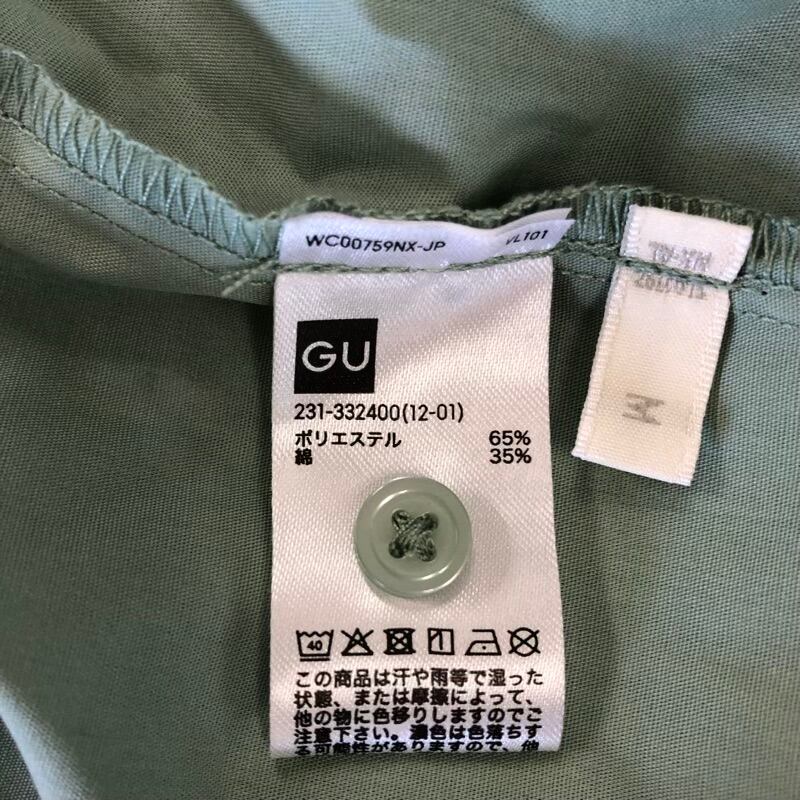 WC00759NX-JP VL101
GU
231-332400(12-01)
ポリエステル 65%
綿 35%
40
この商品は汗や雨等で湿った
状態、または摩擦によって、
他の物に色移りしますのでご
注意下さい。濃色は色落ちす
る可能性がありますので、他
M